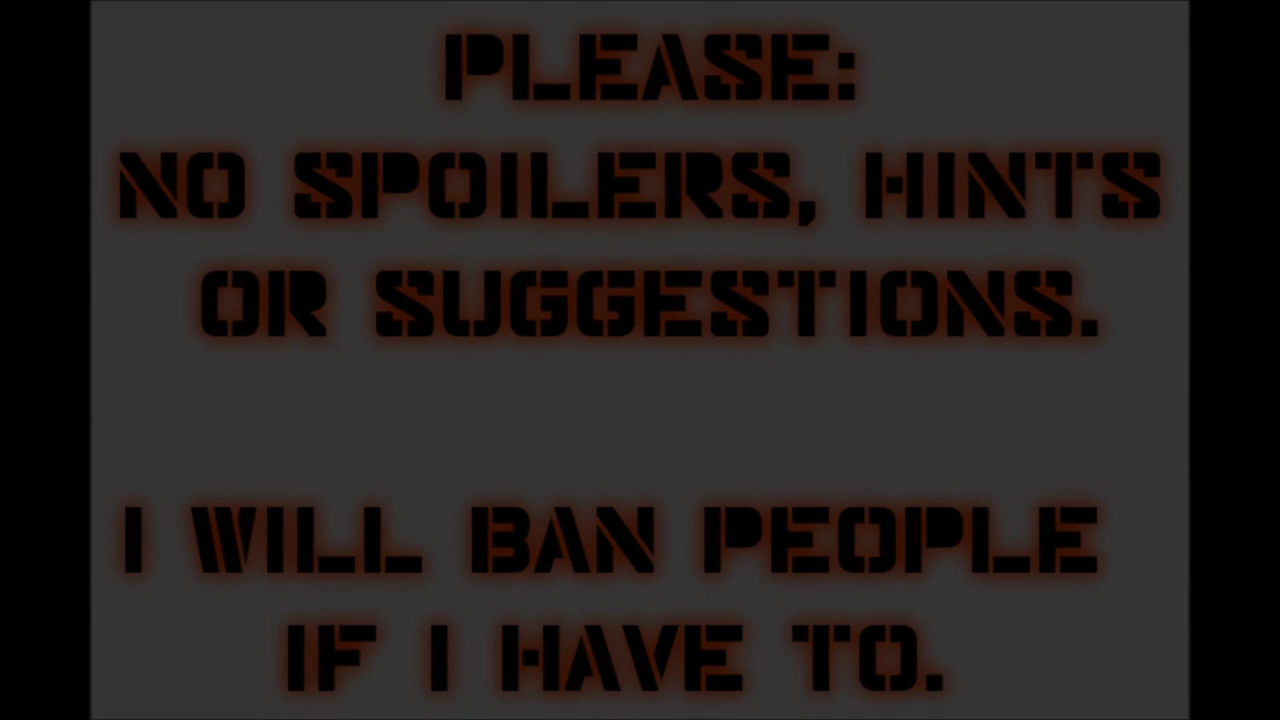 PLEASE:
NO SPOILERS, HINTS
OR SUGGESTIONS.
I WILL BAN PEOPLE
IF I HAVE TO.